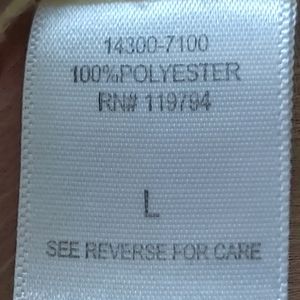 14300-7100
100%POLYESTER
RN# 119794
L
SEE REVERSE FOR CARE